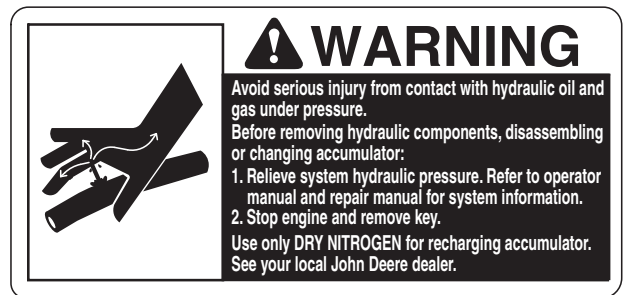 WARNING
Avoid serious injury from contact with hydraulic oil and
gas under pressure.
Before removing hydraulic components, disassembling
or changing accumulator:
1. Relieve system hydraulic pressure. Refer to operator
manual and repair manual for system information.
2. Stop engine and remove key.
Use only DRY NITROGEN for recharging accumulator.
See your local John Deere dealer.